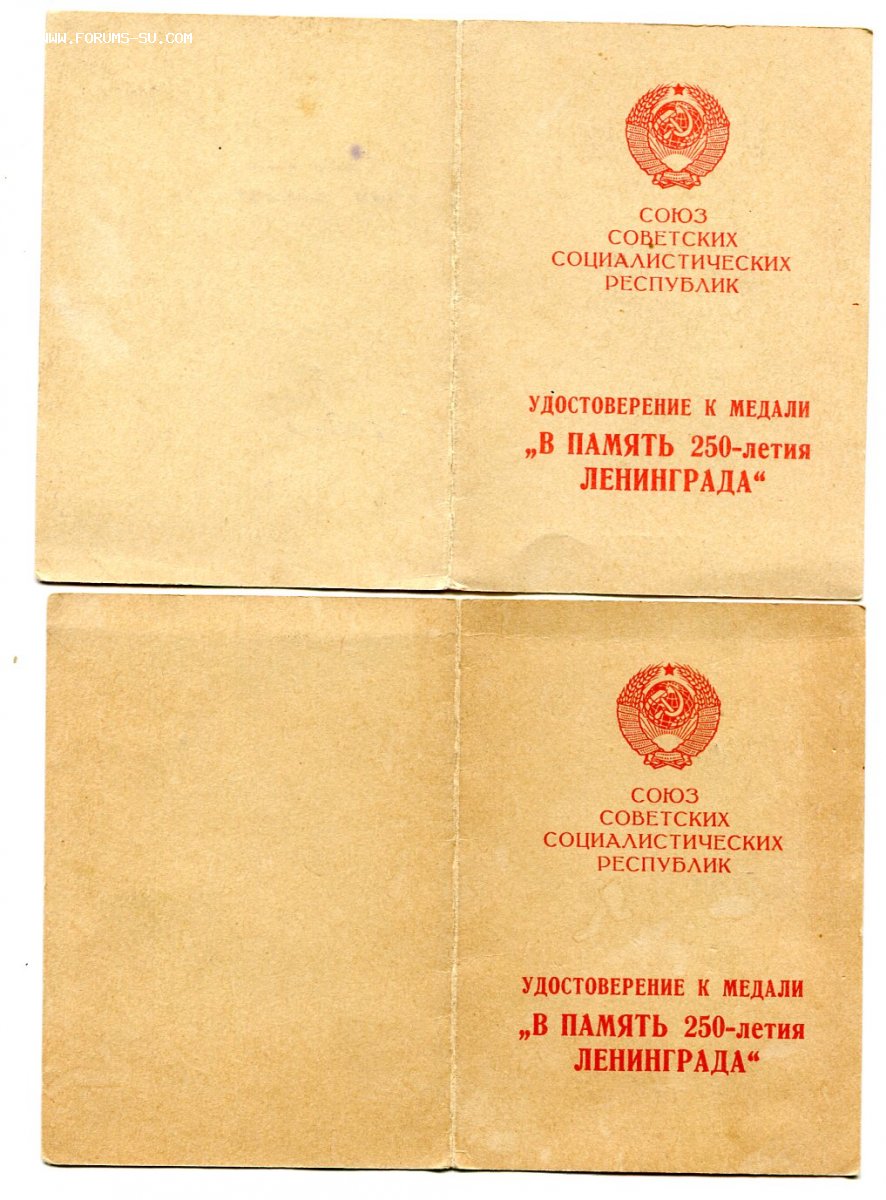 WWW.FORUMS-SU.COM
СОЮЗ
СОВЕТСКИХ
СОЦИАЛИСТИЧЕСКИХ
РЕСПУБЛИК
УДОСТОВЕРЕНИЕ К МЕДАЛИ
„В ПАМЯТЬ 250-летия
ЛЕНИНГРАДА“
СОЮЗ
СОВЕТСКИХ
СОЦИАЛИСТИЧЕСКИХ
РЕСПУБЛИК
УДОСТОВЕРЕНИЕ К МЕДАЛИ
„В ПАМЯТЬ 250-летия
ЛЕНИНГРАДА“